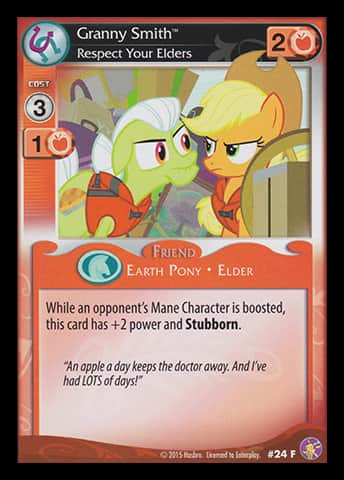 Granny Smith™
Respect Your Elders
2
COST
3
1
FRIEND
EARTH PONY • ELDER
While an opponent's Mane Character is boosted,
this card has +2 power and Stubborn.
"An apple a day keeps the doctor away. And I've
had LOTS of days!"
© 2015 Hasbro. Licensed to Enterplay. #24 F